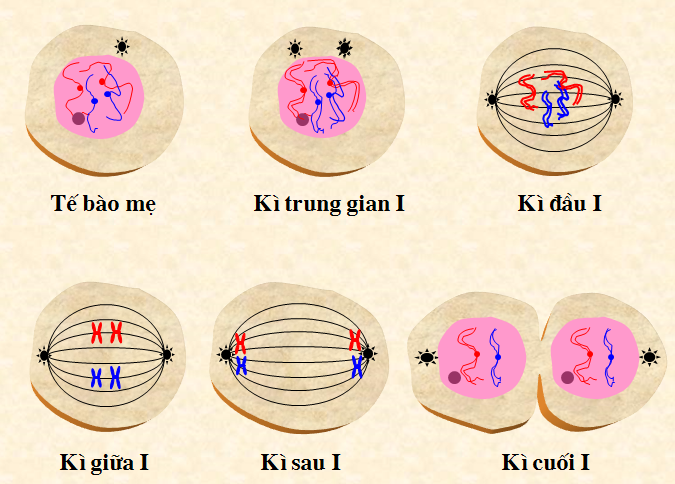 Tế bào mẹ
Kì trung gian I
Kì đầu I
Kì giữa I
Kì sau I
Kì cuối I